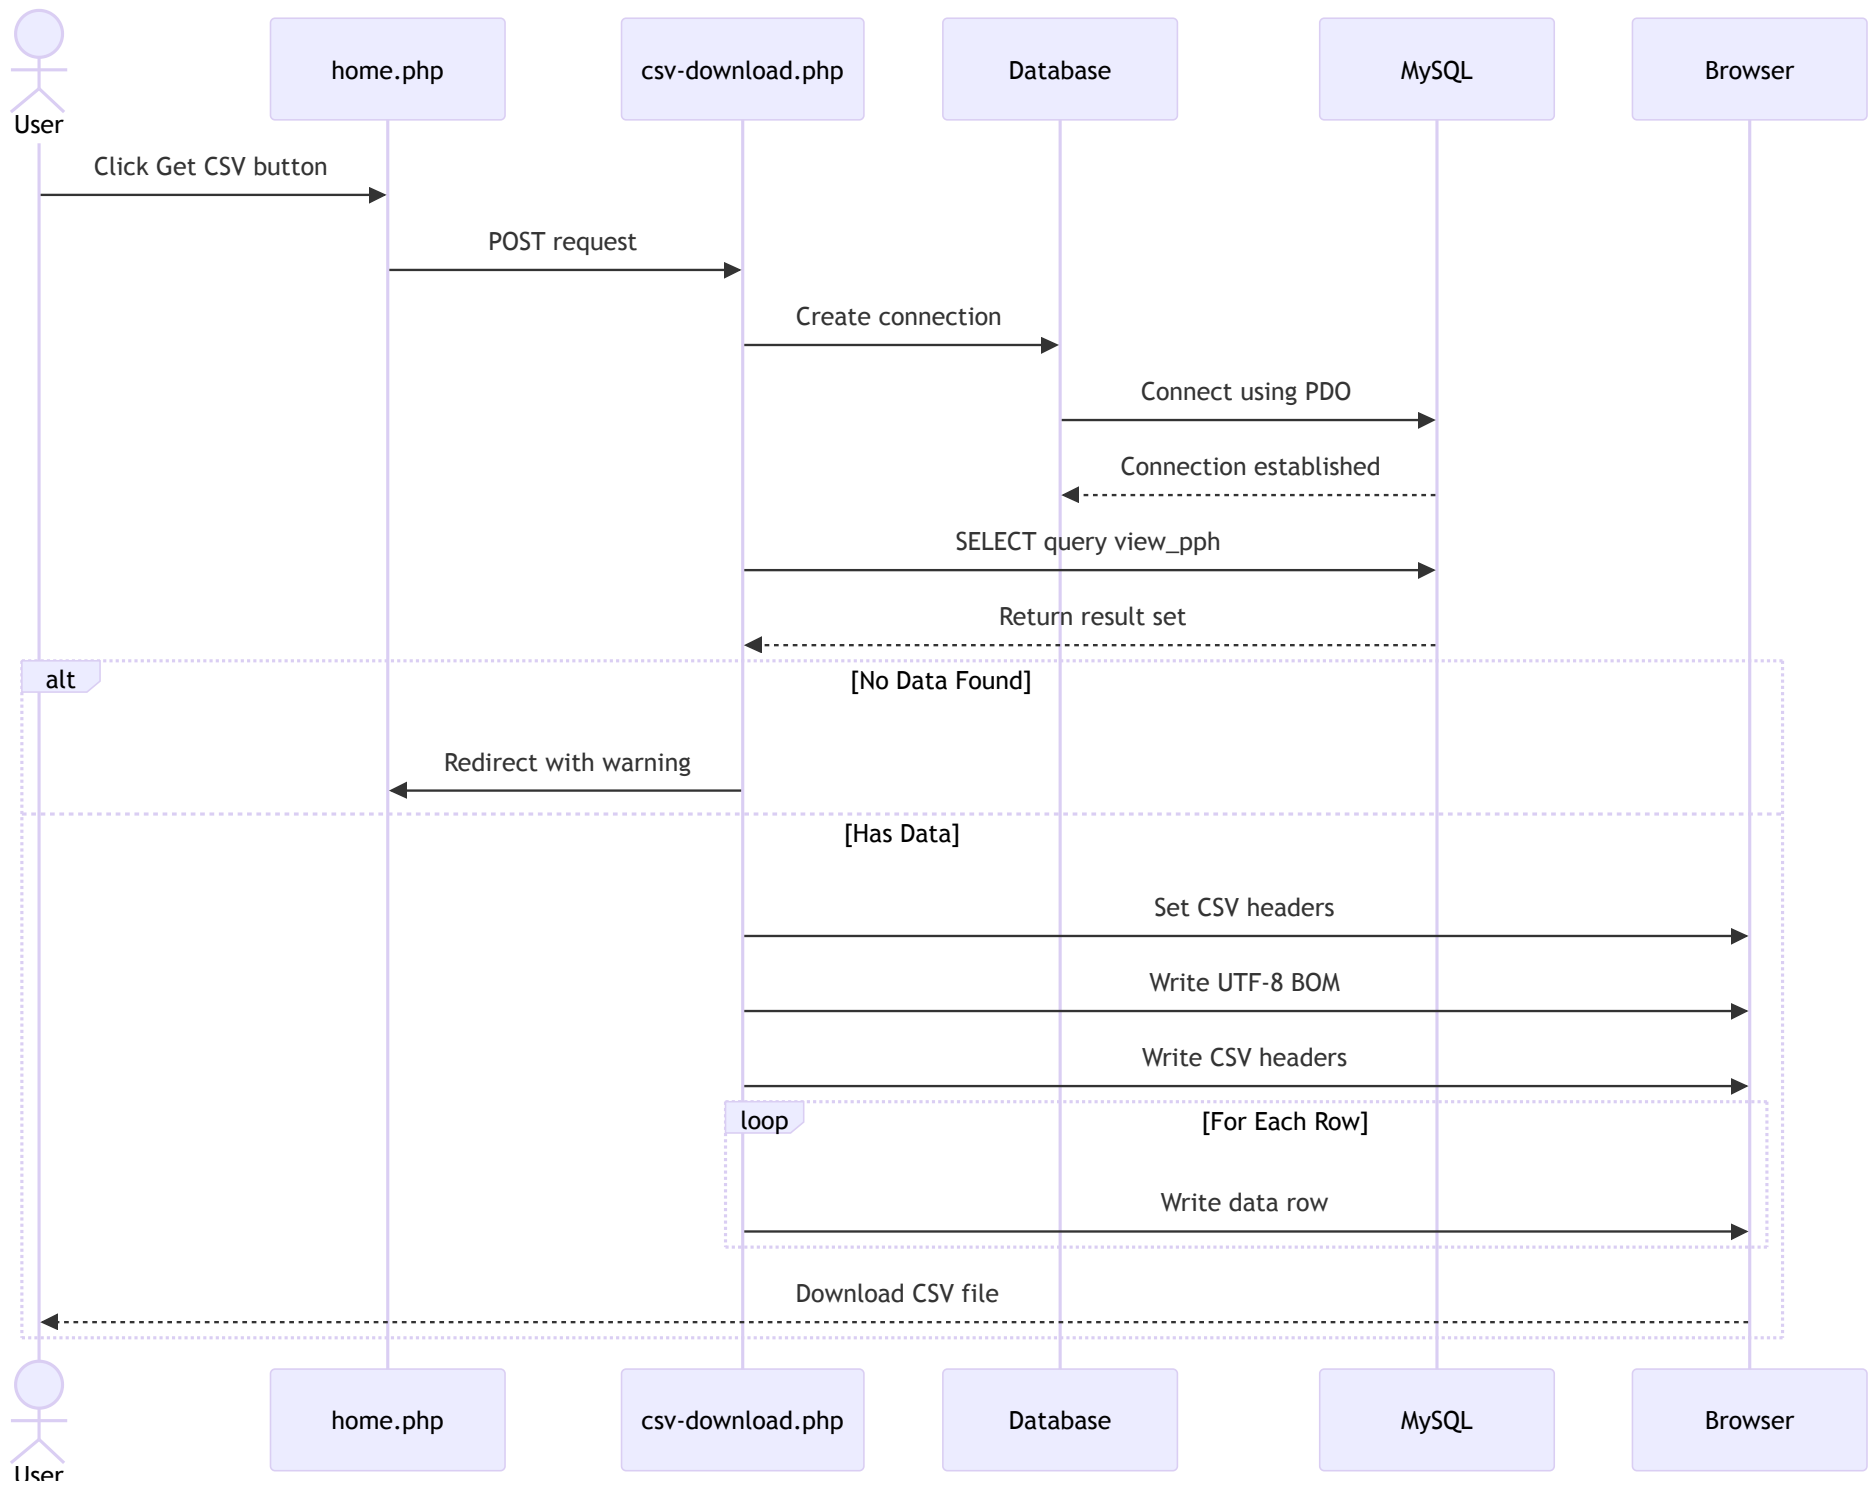 home.php
csv-download.php
Database
MySQL
Browser
User
Click Get CSV button
POST request
Create connection
Connect using PDO
Connection established
SELECT query view_pph
Return result set
alt
[No Data Found]
Redirect with warning
[Has Data]
Set CSV headers
Write UTF-8 BOM
Write CSV headers
loop
[For Each Row]
Write data row
Download CSV file
home.php
csv-download.php
Database
MySQL
Browser
User